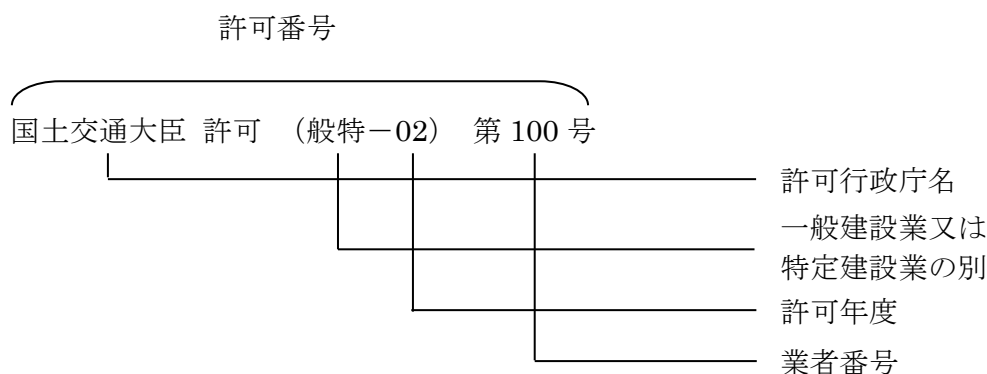 許可番号
国土交通大臣 許可 （般特－02） 第 100 号
許可行政庁名
一般建設業又は
特定建設業の別
許可年度
業者番号